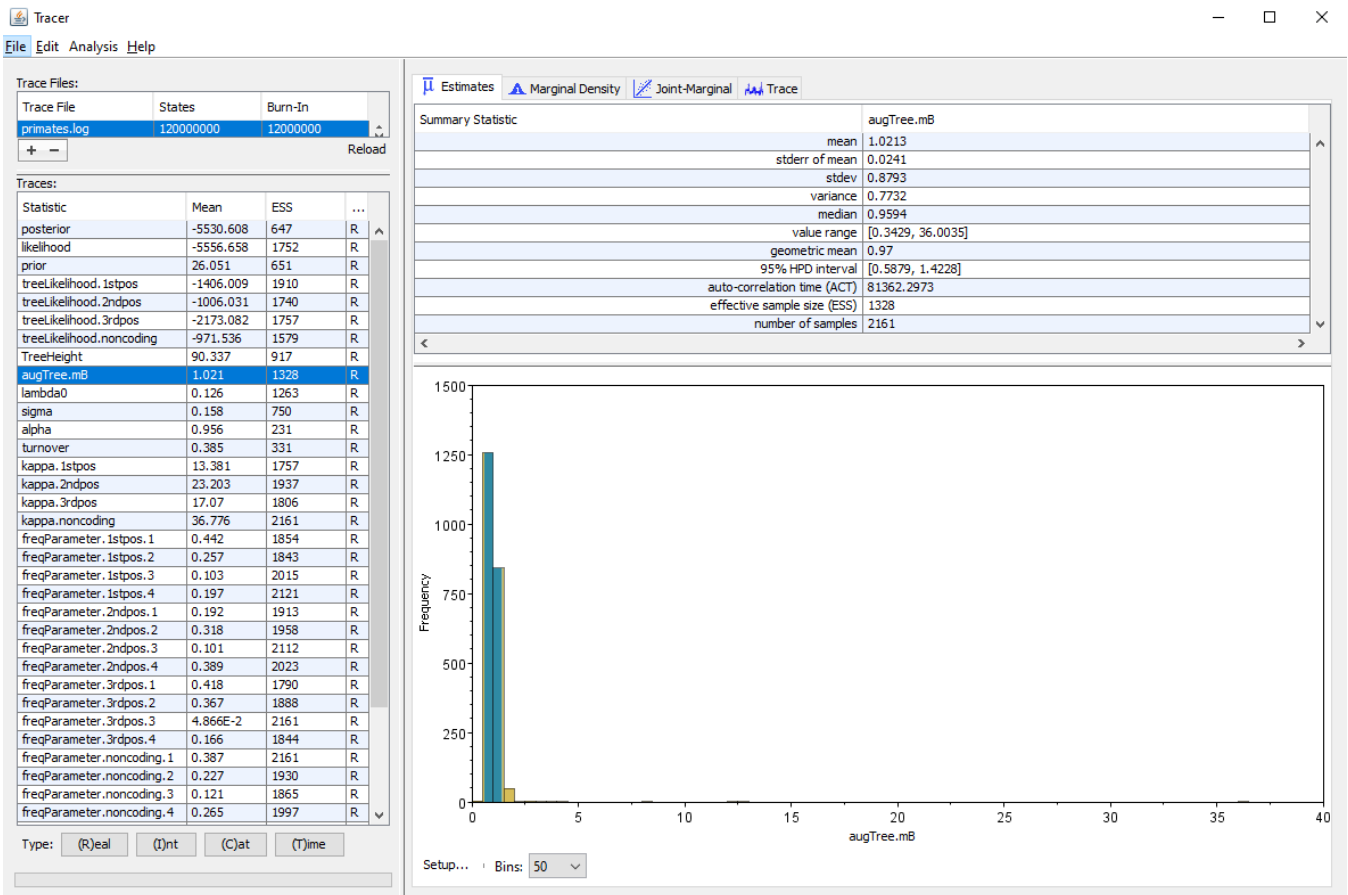 Tracer
File Edit Analysis Help
Trace Files:
Trace File States Burn-In
primates.log 120000000 12000000
+ − Reload
Traces:
Statistic Mean ESS ...
posterior -5530.608 647 R
likelihood -5556.658 1752 R
prior 26.051 651 R
treeLikelihood.1stpos -1406.009 1910 R
treeLikelihood.2ndpos -1006.031 1740 R
treeLikelihood.3rdpos -2173.082 1757 R
treeLikelihood.noncoding -971.536 1579 R
TreeHeight 90.337 917 R
augTree.mB 1.021 1328 R
lambda0 0.126 1263 R
sigma 0.158 750 R
alpha 0.956 231 R
turnover 0.385 331 R
kappa.1stpos 13.381 1757 R
kappa.2ndpos 23.203 1937 R
kappa.3rdpos 17.07 1806 R
kappa.noncoding 36.776 2161 R
freqParameter.1stpos.1 0.442 1854 R
freqParameter.1stpos.2 0.257 1843 R
freqParameter.1stpos.3 0.103 2015 R
freqParameter.1stpos.4 0.197 2121 R
freqParameter.2ndpos.1 0.192 1913 R
freqParameter.2ndpos.2 0.318 1958 R
freqParameter.2ndpos.3 0.101 2112 R
freqParameter.2ndpos.4 0.389 2023 R
freqParameter.3rdpos.1 0.418 1790 R
freqParameter.3rdpos.2 0.367 1888 R
freqParameter.3rdpos.3 4.866E-2 2161 R
freqParameter.3rdpos.4 0.166 1844 R
freqParameter.noncoding.1 0.387 2161 R
freqParameter.noncoding.2 0.227 1930 R
freqParameter.noncoding.3 0.121 1865 R
freqParameter.noncoding.4 0.265 1997 R
Type: (R)eal (I)nt (C)at (T)ime
μ Estimates Marginal Density Joint-Marginal Trace
Summary Statistic augTree.mB
mean 1.0213
stderr of mean 0.0241
stdev 0.8793
variance 0.7732
median 0.9594
value range [0.3429, 36.0035]
geometric mean 0.97
95% HPD interval [0.5879, 1.4228]
auto-correlation time (ACT) 81362.2973
effective sample size (ESS) 1328
number of samples 2161
1500
1250
1000
750
500
250
0
Frequency
0 5 10 15 20 25 30 35 40
augTree.mB
Setup... Bins: 50